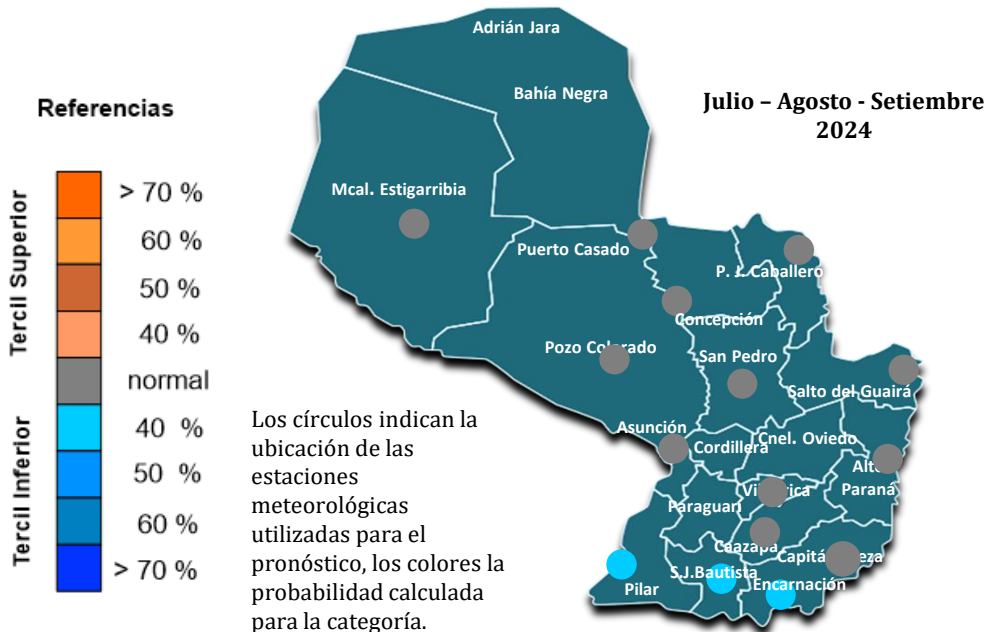 Referencias
Tercil Superior
Tercil Inferior
> 70 %
60 %
50 %
40 %
normal
40 %
50 %
60 %
> 70 %
Julio – Agosto - Setiembre
2024
Adrián Jara
Bahía Negra
Mcal. Estigarribia
Puerto Casado
P. J. Caballero
Concepción
Pozo Colorado
San Pedro
Salto del Guairá
Asunción
Cordillera
Cnel. Oviedo
Alto
Paraná
Paraguarí
Caazapá
S.J.Bautista
Encarnación
Pilar
Los círculos indican la
ubicación de las
estaciones
meteorológicas
utilizadas para el
pronóstico, los colores la
probabilidad calculada
para la categoría.